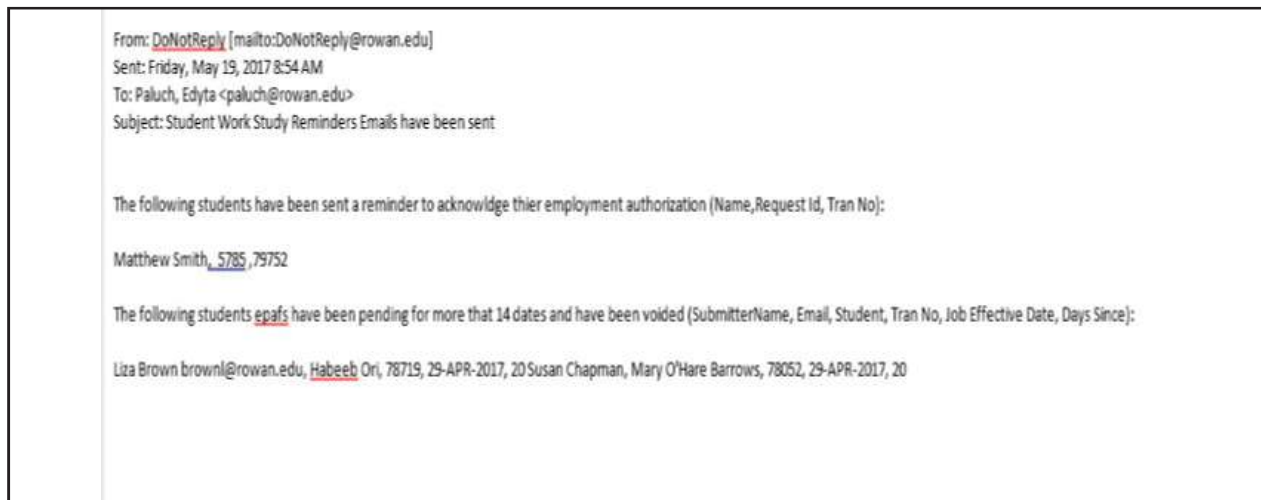 From: DoNotReply [mailto:DoNotReply@rowan.edu]
Sent: Friday, May 19, 2017 8:54 AM
To: Paluch, Edyta <paluch@rowan.edu>
Subject: Student Work Study Reminders Emails have been sent
The following students have been sent a reminder to acknowldge thier employment authorization (Name,Request Id, Tran No):
Matthew Smith, 5785 ,79752
The following students epafs have been pending for more that 14 dates and have been voided (SubmitterName, Email, Student, Tran No, Job Effective Date, Days Since):
Liza Brown brownl@rowan.edu, Habeeb Ori, 78719, 29-APR-2017, 20 Susan Chapman, Mary O'Hare Barrows, 78052, 29-APR-2017, 20